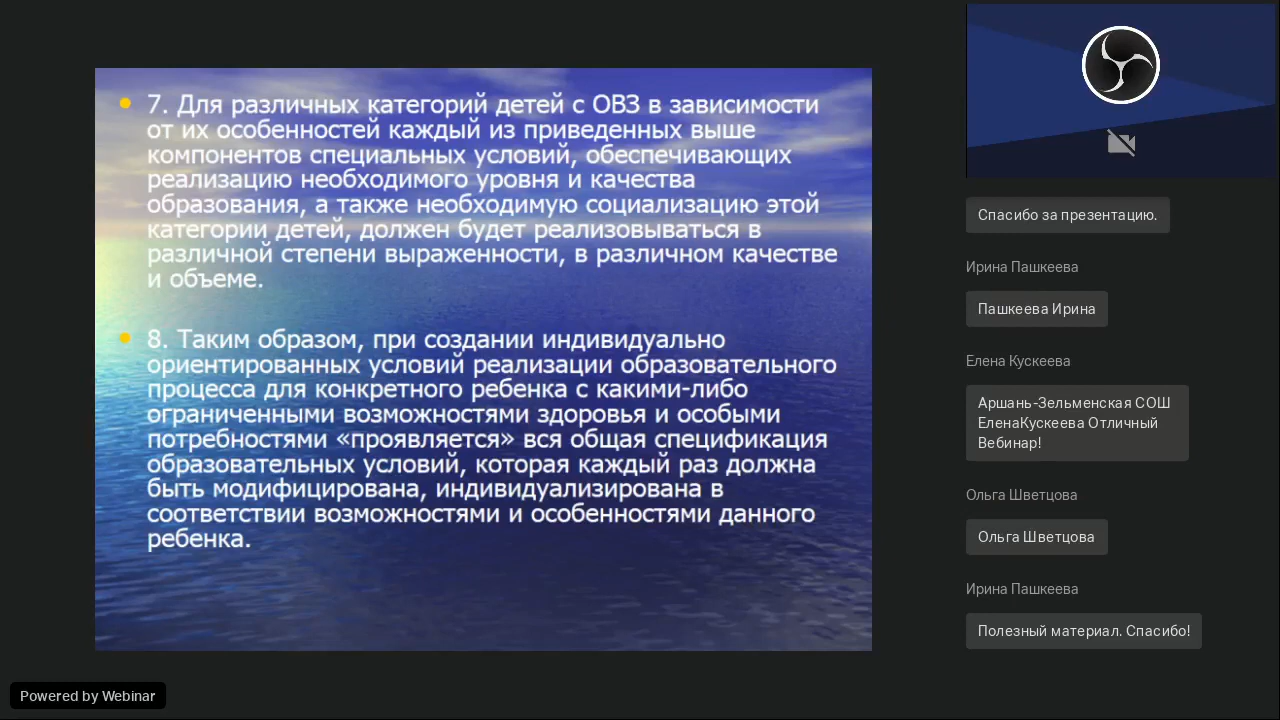 7. Для различных категорий детей с ОВЗ в зависимости
от их особенностей каждый из приведенных выше
компонентов специальных условий, обеспечивающих
реализацию необходимого уровня и качества
образования, а также необходимую социализацию этой
категории детей, должен будет реализовываться в
различной степени выраженности, в различном качестве
и объеме.
8. Таким образом, при создании индивидуально
ориентированных условий реализации образовательного
процесса для конкретного ребенка с какими-либо
ограниченными возможностями здоровья и особыми
потребностями «проявляется» вся общая спецификация
образовательных условий, которая каждый раз должна
быть модифицирована, индивидуализирована в
соответствии возможностями и особенностями данного
ребенка.
Спасибо за презентацию.
Ирина Пашкеева
Пашкеева Ирина
Елена Кускеева
Аршань-Зельменская СОШ
ЕленаКускеева Отличный
Вебинар!
Ольга Шветцова
Ольга Шветцова
Ирина Пашкеева
Полезный материал. Спасибо!
Powered by Webinar